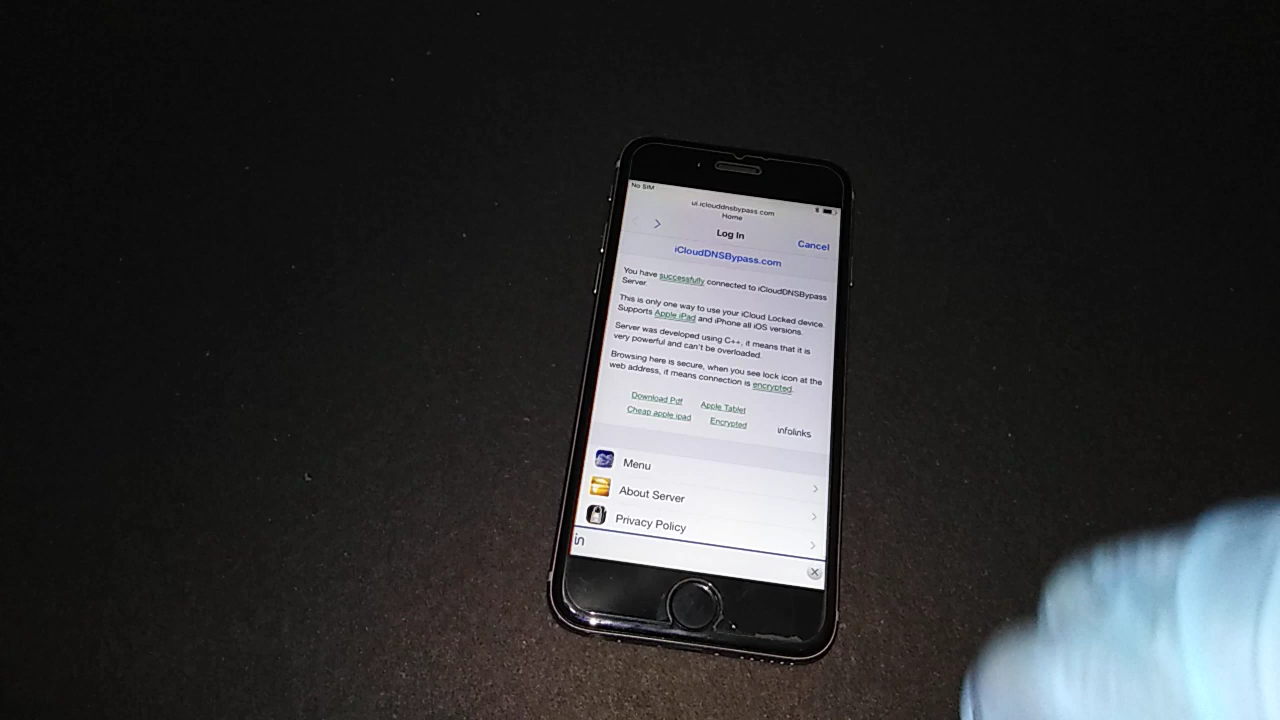 No SIM
ui.iclouddnsbypass.com
Home
Log In
Cancel
iCloudDNSBypass.com
You have successfully connected to iCloudDNSBypass
Server.
This is only one way to use your iCloud Locked device.
Supports Apple iPad and iPhone all iOS versions.
Server was developed using C++, it means that it is
very powerful and can't be overloaded.
Browsing here is secure, when you see lock icon at the
web address, it means connection is encrypted.
Download Pdf Apple Tablet
Cheap apple ipad Encrypted
infolinks
Menu
About Server
Privacy Policy
in